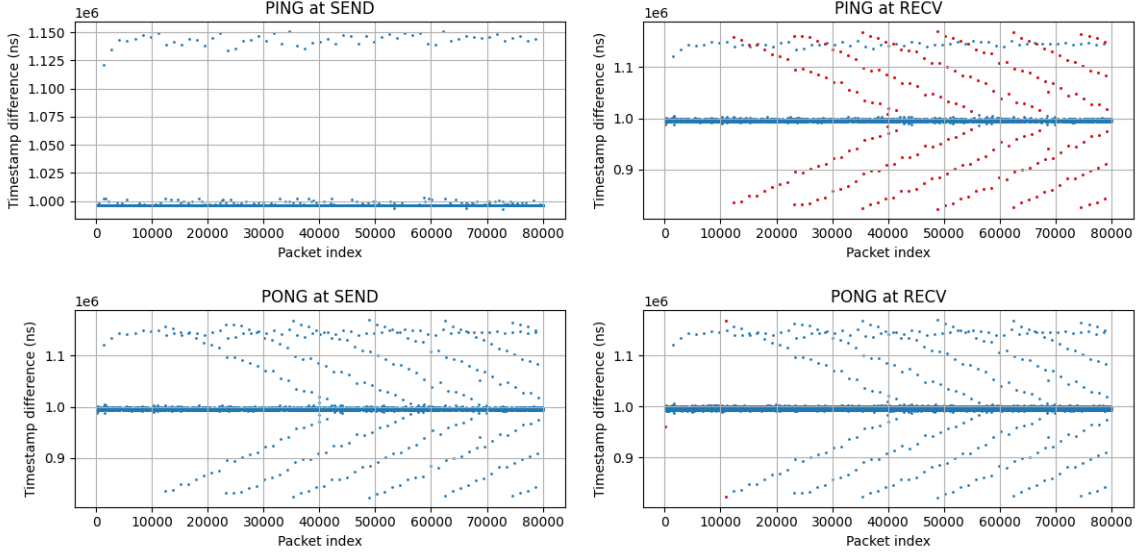 PING at SEND
1e6
1.150
1.125
1.100
1.075
1.050
1.025
1.000
Timestamp difference (ns)
0 10000 20000 30000 40000 50000 60000 70000 80000
Packet index
PING at RECV
1e6
1.1
1.0
0.9
Timestamp difference (ns)
0 10000 20000 30000 40000 50000 60000 70000 80000
Packet index
PONG at SEND
1e6
1.1
1.0
0.9
Timestamp difference (ns)
0 10000 20000 30000 40000 50000 60000 70000 80000
Packet index
PONG at RECV
1e6
1.1
1.0
0.9
Timestamp difference (ns)
0 10000 20000 30000 40000 50000 60000 70000 80000
Packet index